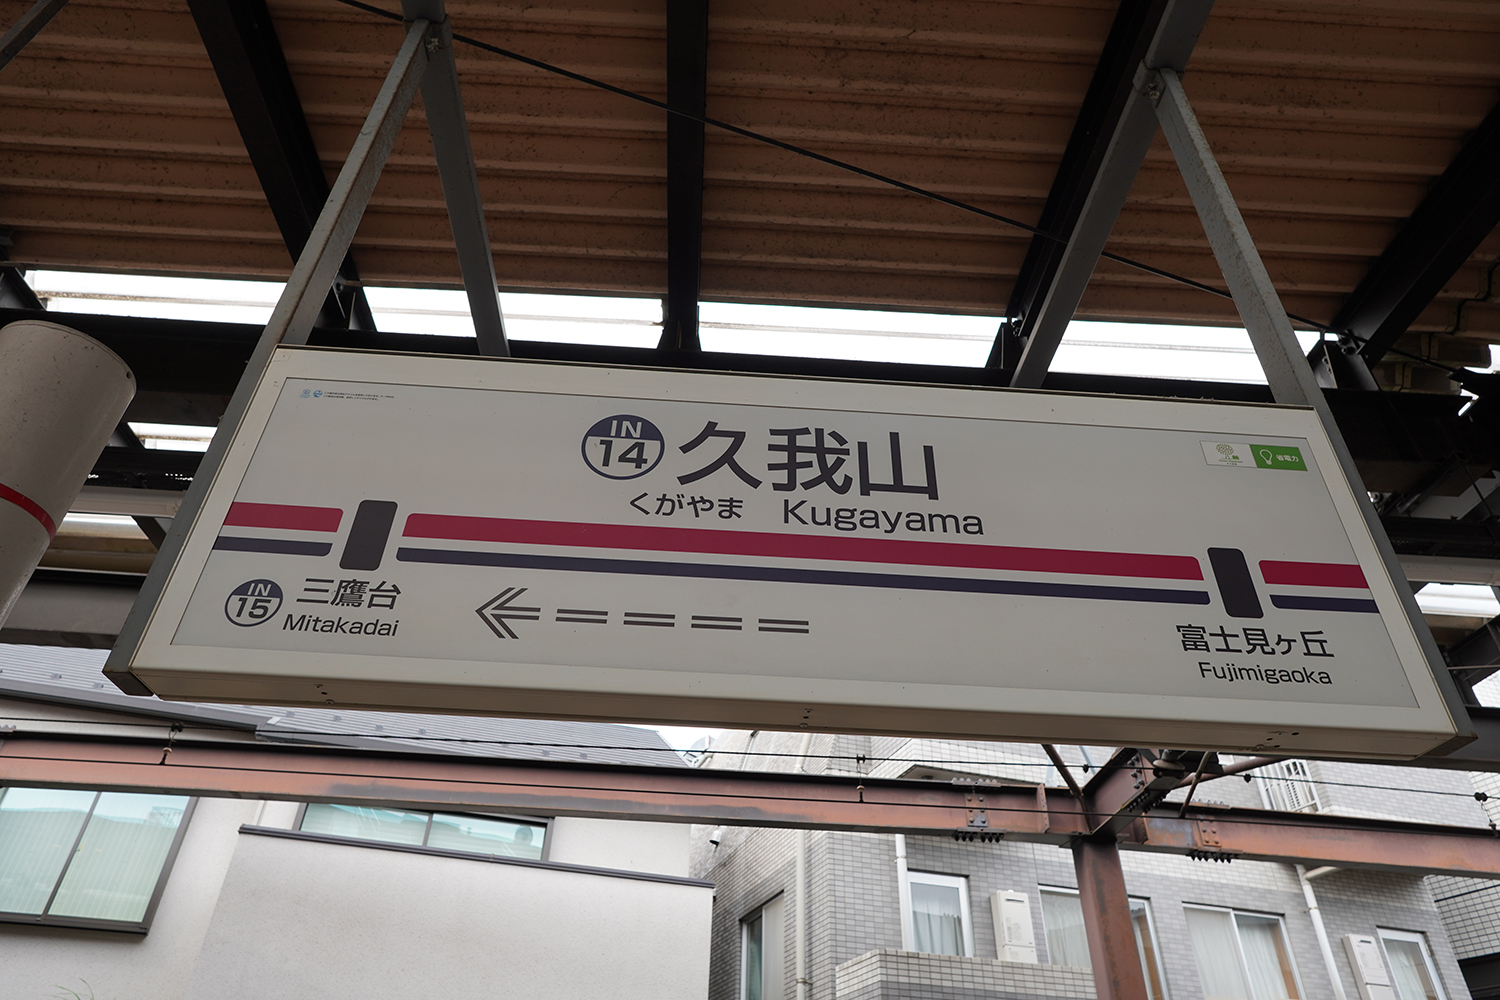 IN
14
久我山
くがやま Kugayama
省電力
IN
15
三鷹台
Mitakadai
富士見ヶ丘
Fujimigaoka